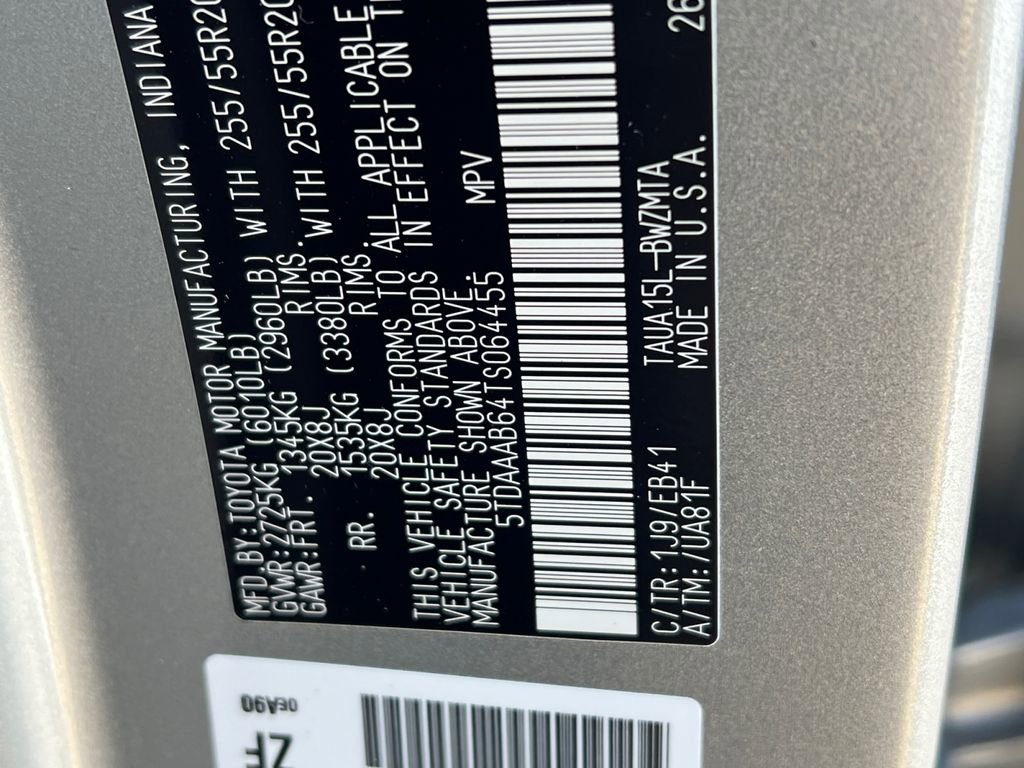 MFD.BY:TOYOTA MOTOR MANUFACTURING, INDIANA
GVWR:2725KG(6010LB)
GAWR:FRT. 1345KG(2960LB) WITH 255/55R20
20X8J RIMS.
RR. 1535KG(3380LB) WITH 255/55R20
20X8J RIMS.
THIS VEHICLE CONFORMS TO ALL APPLICABLE
VEHICLE SAFETY STANDARDS IN EFFECT ON
MANUFACTURE SHOWN ABOVE.
5TDAAAB64TS064455 MPV
C/TR:1J9/EB41 TAUA15L-BWZMTA
A/TM:/UA81F MADE IN U.S.A. 26
0EA90
ZF